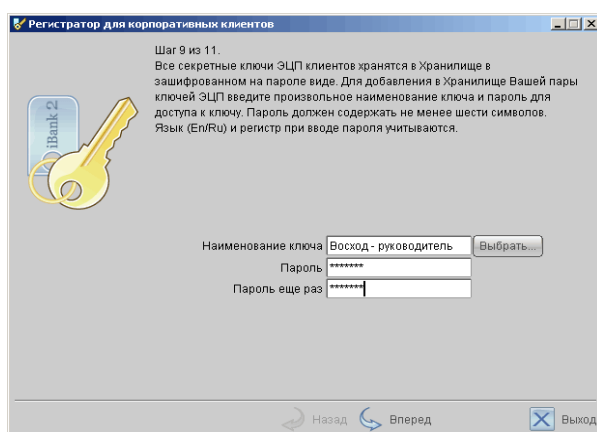 Регистратор для корпоративных клиентов
Шаг 9 из 11.
Все секретные ключи ЭЦП клиентов хранятся в Хранилище в
зашифрованном на пароле виде. Для добавления в Хранилище Вашей пары
ключей ЭЦП введите произвольное наименование ключа и пароль для
доступа к ключу. Пароль должен содержать не менее шести символов.
Язык (En/Ru) и регистр при вводе пароля учитываются.
iBank 2
Наименование ключа Восход - руководитель Выбрать...
Пароль *******
Пароль еще раз *******
Назад Вперед Выход